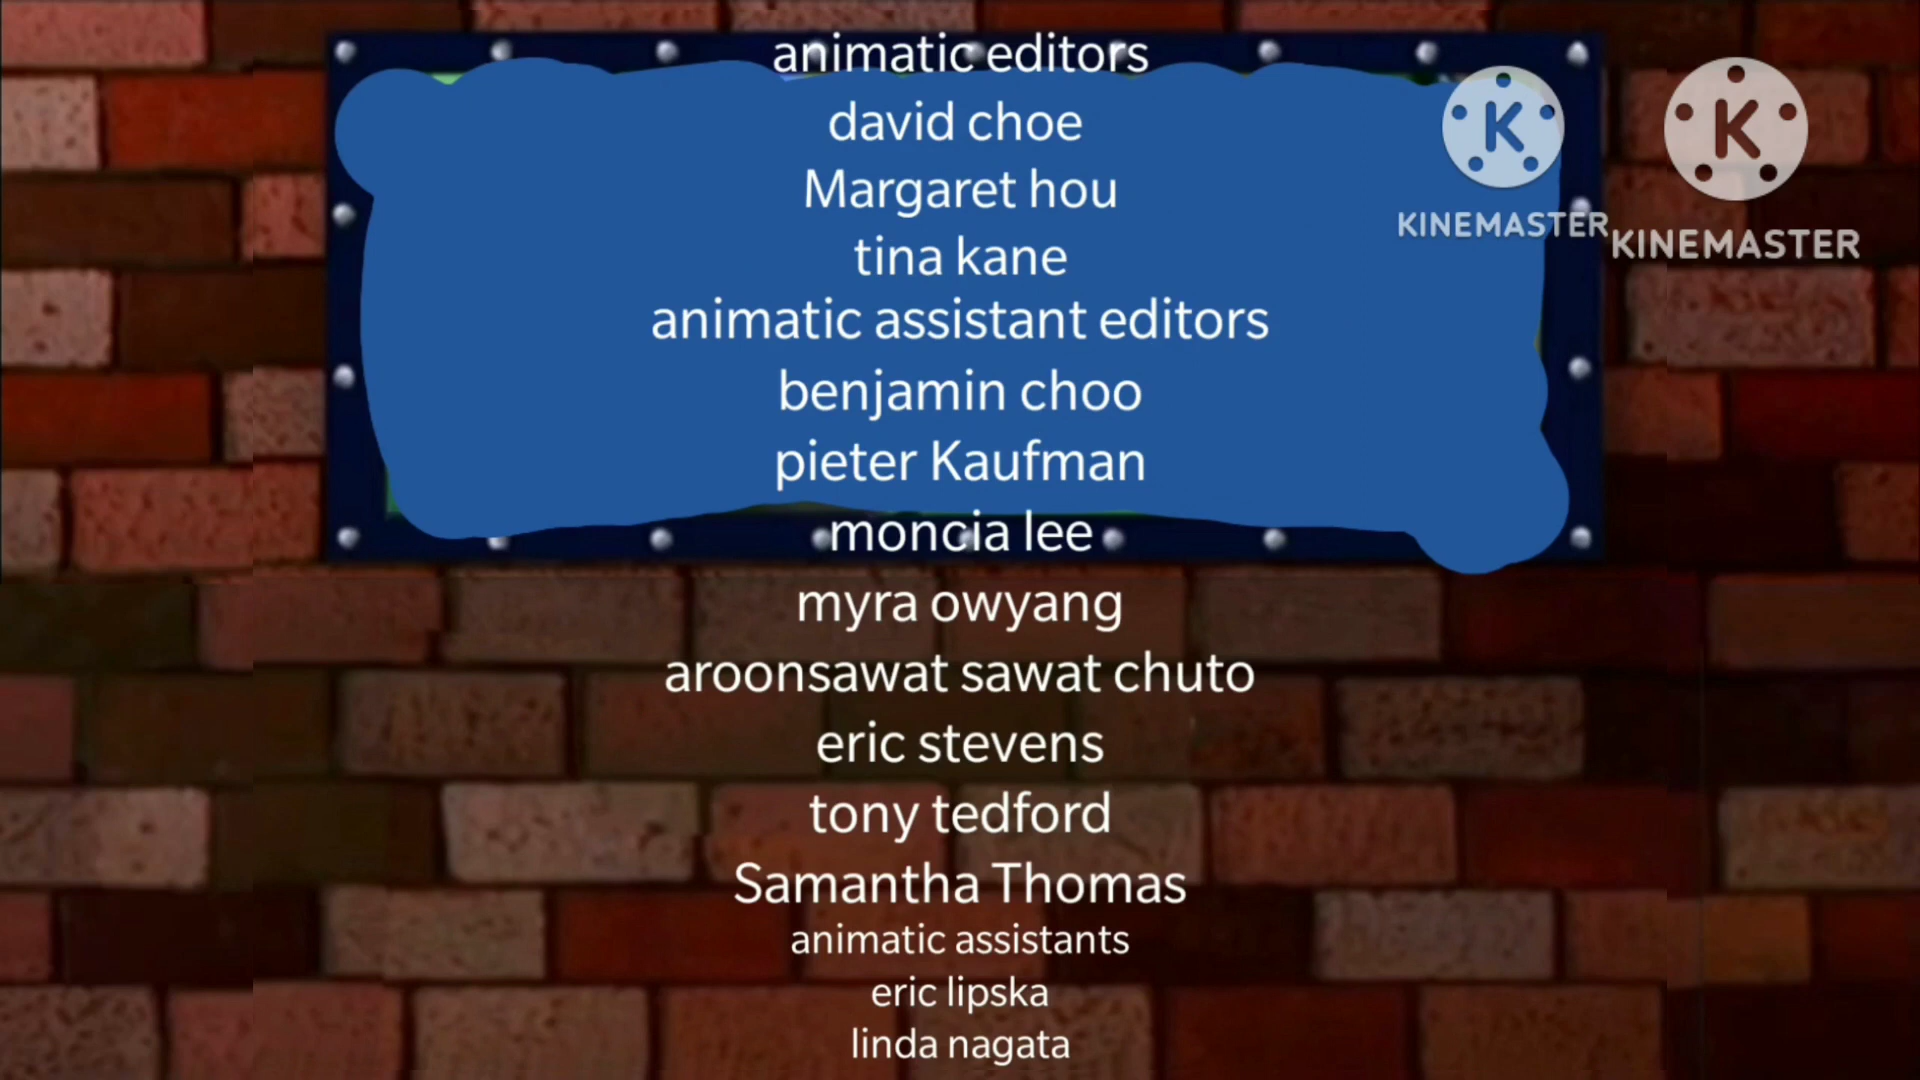 animatic editors
david choe
Margaret hou
tina kane
animatic assistant editors
benjamin choo
pieter Kaufman
moncia lee
myra owyang
aroonsawat sawat chuto
eric stevens
tony tedford
Samantha Thomas
animatic assistants
eric lipska
linda nagata
K
KINEMASTER
K
KINEMASTER